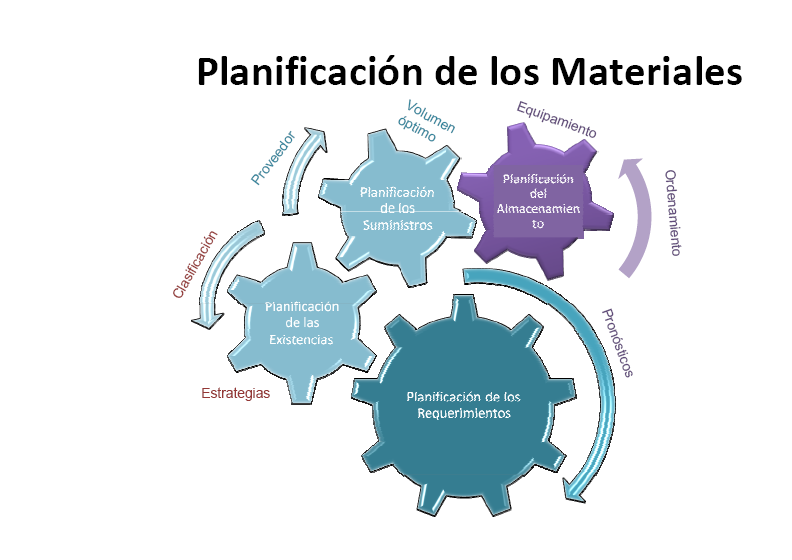 Planificación de los Materiales
Volumen
óptimo
Equipamiento
Proveedor
Planificación
de los
Suministros
Planificación
del
Almacenamien
to
Ordenamiento
Clasificación
Planificación
de las
Existencias
Pronósticos
Estrategias
Planificación de los
Requerimientos